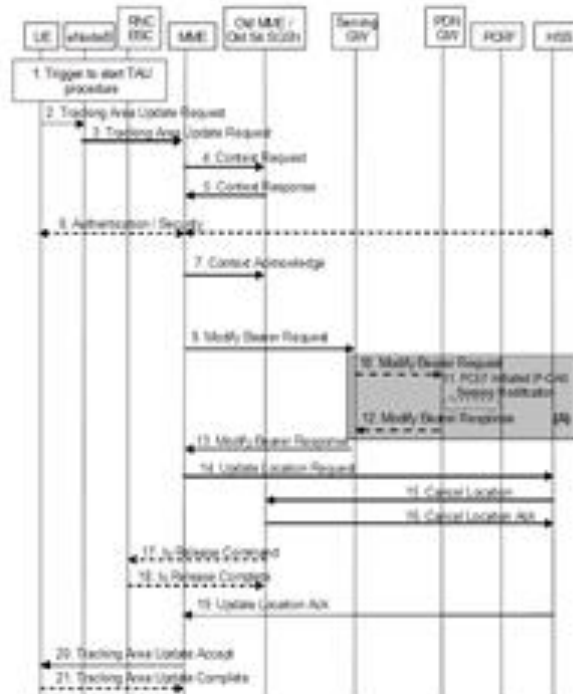 UE
eNodeB
RNC
BSC
MME
Old MME /
Old S4 SGSN
Serving
GW
PDN
GW
PCRF
HSS
1. Trigger to start TAU
procedure
2. Tracking Area Update Request
3. Tracking Area Update Request
4. Context Request
5. Context Response
6. Authentication / Security
7. Context Acknowledge
9. Modify Bearer Request
10. Modify Bearer Request
11. PCEF Initiated IP-CAN
Session Modification
12. Modify Bearer Response
(A)
13. Modify Bearer Response
14. Update Location Request
15. Cancel Location
16. Cancel Location Ack
17. Iu Release Command
18. Iu Release Complete
19. Update Location Ack
20. Tracking Area Update Accept
21. Tracking Area Update Complete